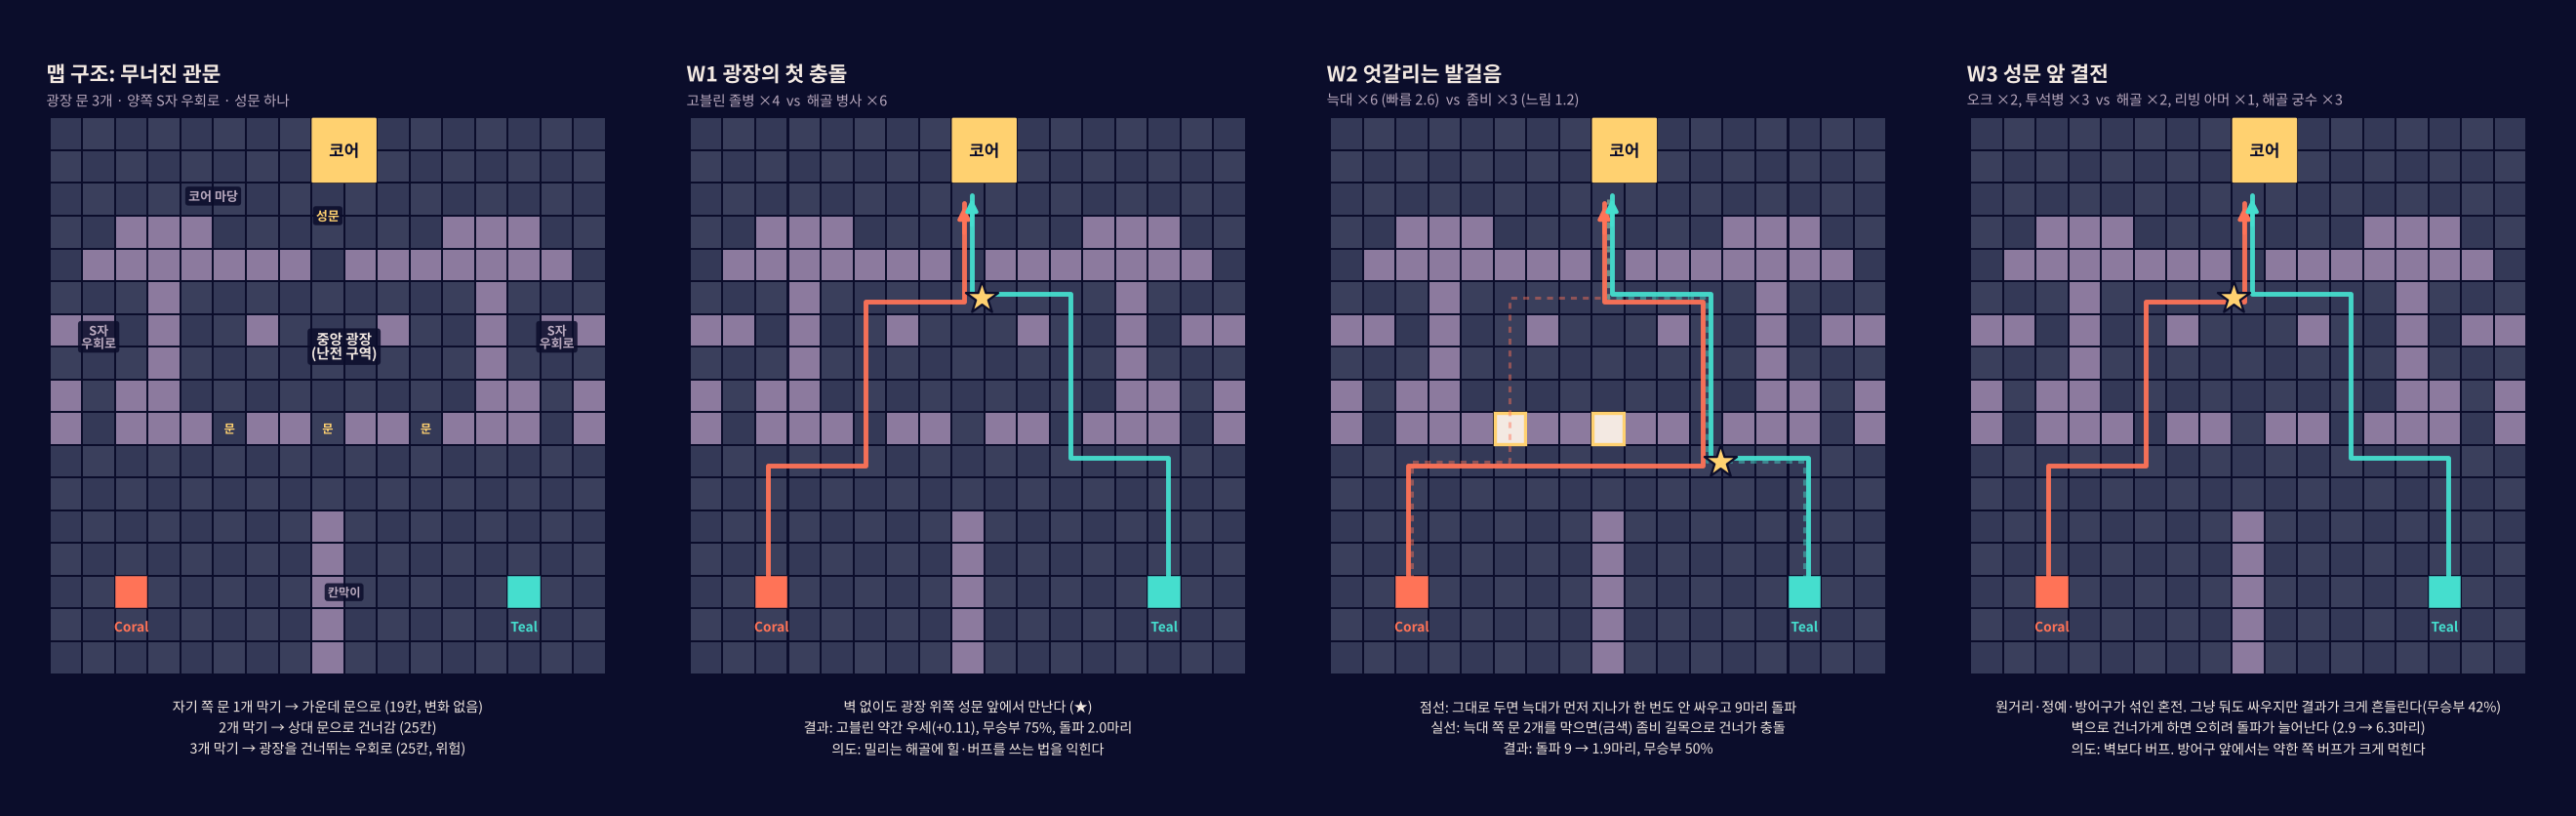 맵 구조: 무너진 관문
광장 문 3개 · 양쪽 S자 우회로 · 성문 하나
코어
코어 마당
성문
S자
우회로
중앙 광장
(난전 구역)
S자
우회로
문
문
문
칸막이
Coral
Teal
자기 쪽 문 1개 막기 → 가운데 문으로 (19칸, 변화 없음)
2개 막기 → 상대 문으로 건너감 (25칸)
3개 막기 → 광장을 건너뛰는 우회로 (25칸, 위험)
W1 광장의 첫 충돌
고블린 졸병 ×4 vs 해골 병사 ×6
코어
Coral
Teal
벽 없이도 광장 위쪽 성문 앞에서 만난다 (★)
결과: 고블린 약간 우세(+0.11), 무승부 75%, 돌파 2.0마리
의도: 밀리는 해골에 힐·버프를 쓰는 법을 익힌다
W2 엇갈리는 발걸음
늑대 ×6 (빠름 2.6) vs 좀비 ×3 (느림 1.2)
코어
Coral
Teal
점선: 그대로 두면 늑대가 먼저 지나가 한 번도 안 싸우고 9마리 돌파
실선: 늑대 쪽 문 2개를 막으면(금색) 좀비 길목으로 건너가 충돌
결과: 돌파 9 → 1.9마리, 무승부 50%
W3 성문 앞 결전
오크 ×2, 투석병 ×3 vs 해골 ×2, 리빙 아머 ×1, 해골 궁수 ×3
코어
Coral
Teal
원거리·정예·방어구가 섞인 혼전. 그냥 둬도 싸우지만 결과가 크게 흔들린다(무승부 42%)
벽으로 건너가게 하면 오히려 돌파가 늘어난다 (2.9 → 6.3마리)
의도: 벽보다 버프. 방어구 앞에서는 약한 쪽 버프가 크게 먹힌다